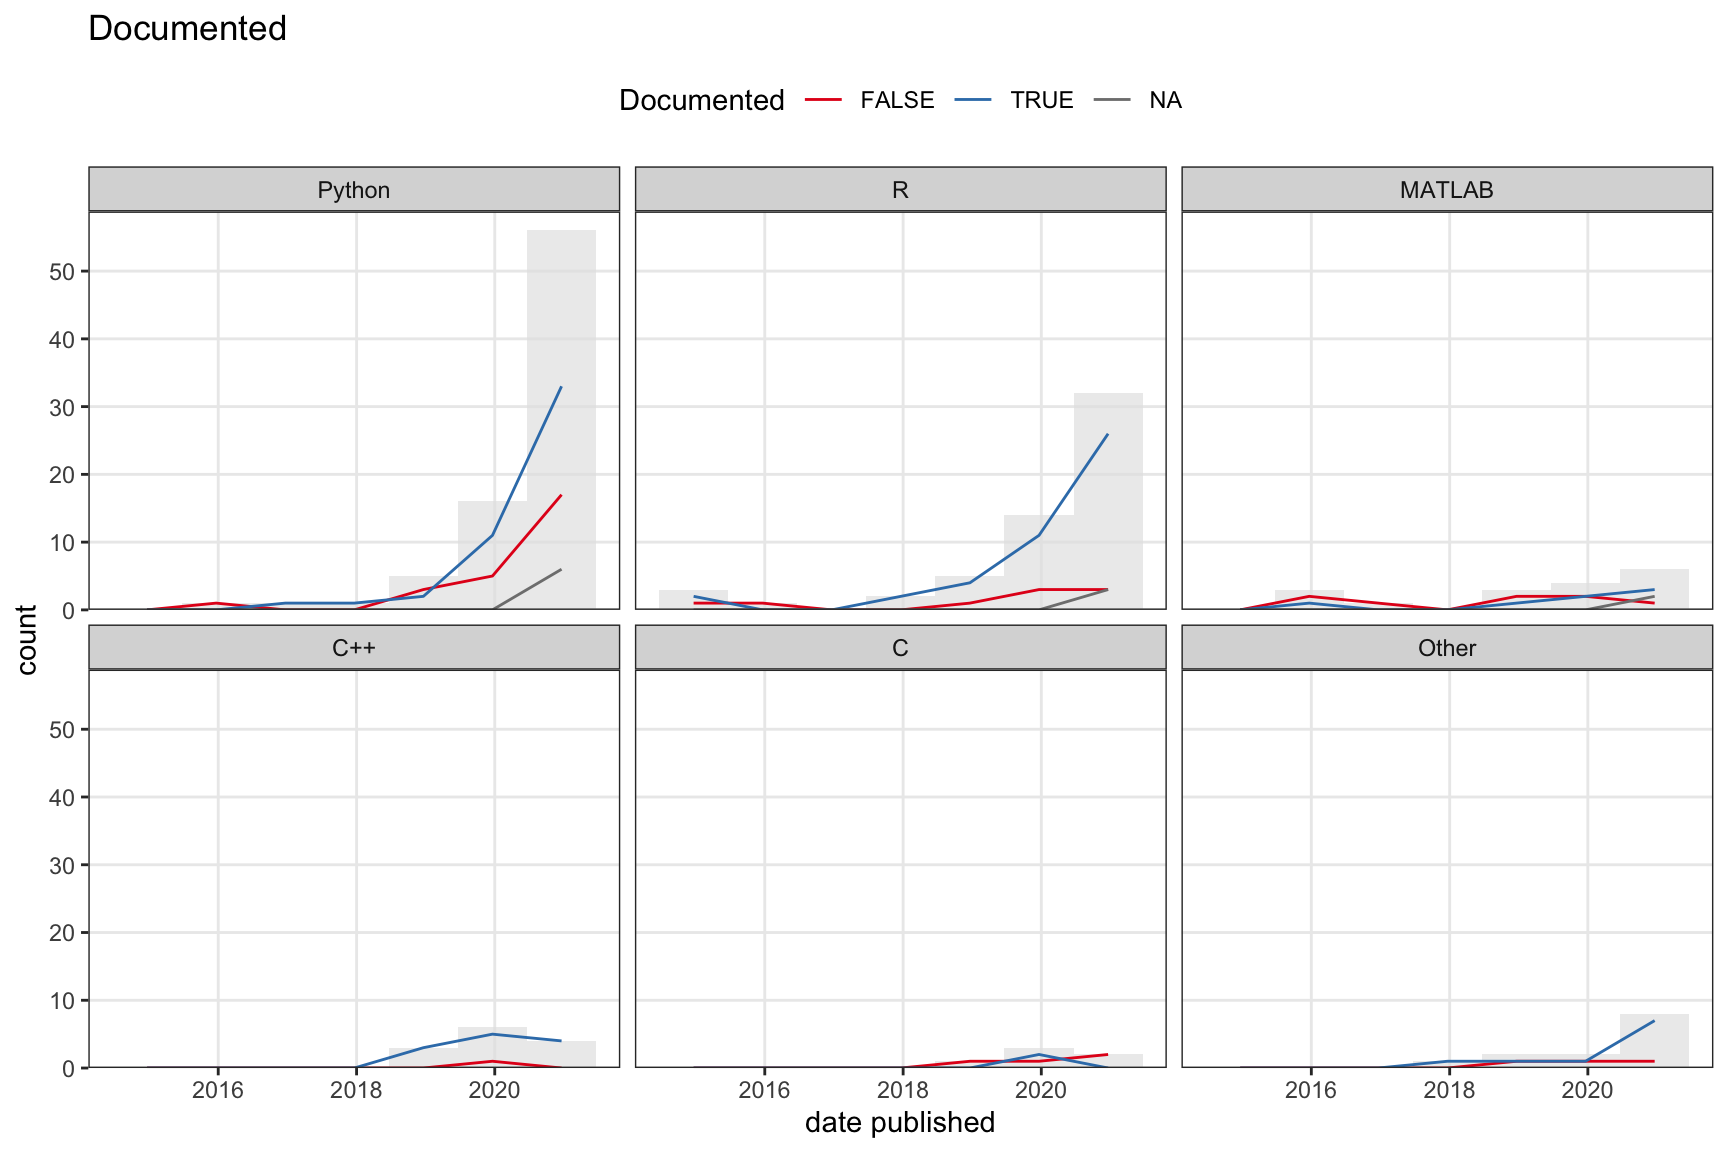 Documented
Documented FALSE TRUE NA
Python R MATLAB
50
40
30
20
10
0
count
C++ C Other
50
40
30
20
10
0
2016 2018 2020 2016 2018 2020 2016 2018 2020
date published